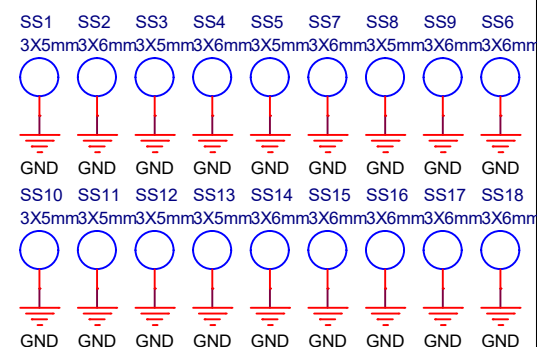 SS1 SS2 SS3 SS4 SS5 SS7 SS8 SS9 SS6
3X5mm3X6mm3X5mm3X6mm3X5mm3X6mm3X5mm3X6mm3X6mm
GND GND GND GND GND GND GND GND GND
SS10 SS11 SS12 SS13 SS14 SS15 SS16 SS17 SS18
3X5mm3X5mm3X5mm3X5mm3X6mm3X6mm3X6mm3X6mm3X6mm
GND GND GND GND GND GND GND GND GND